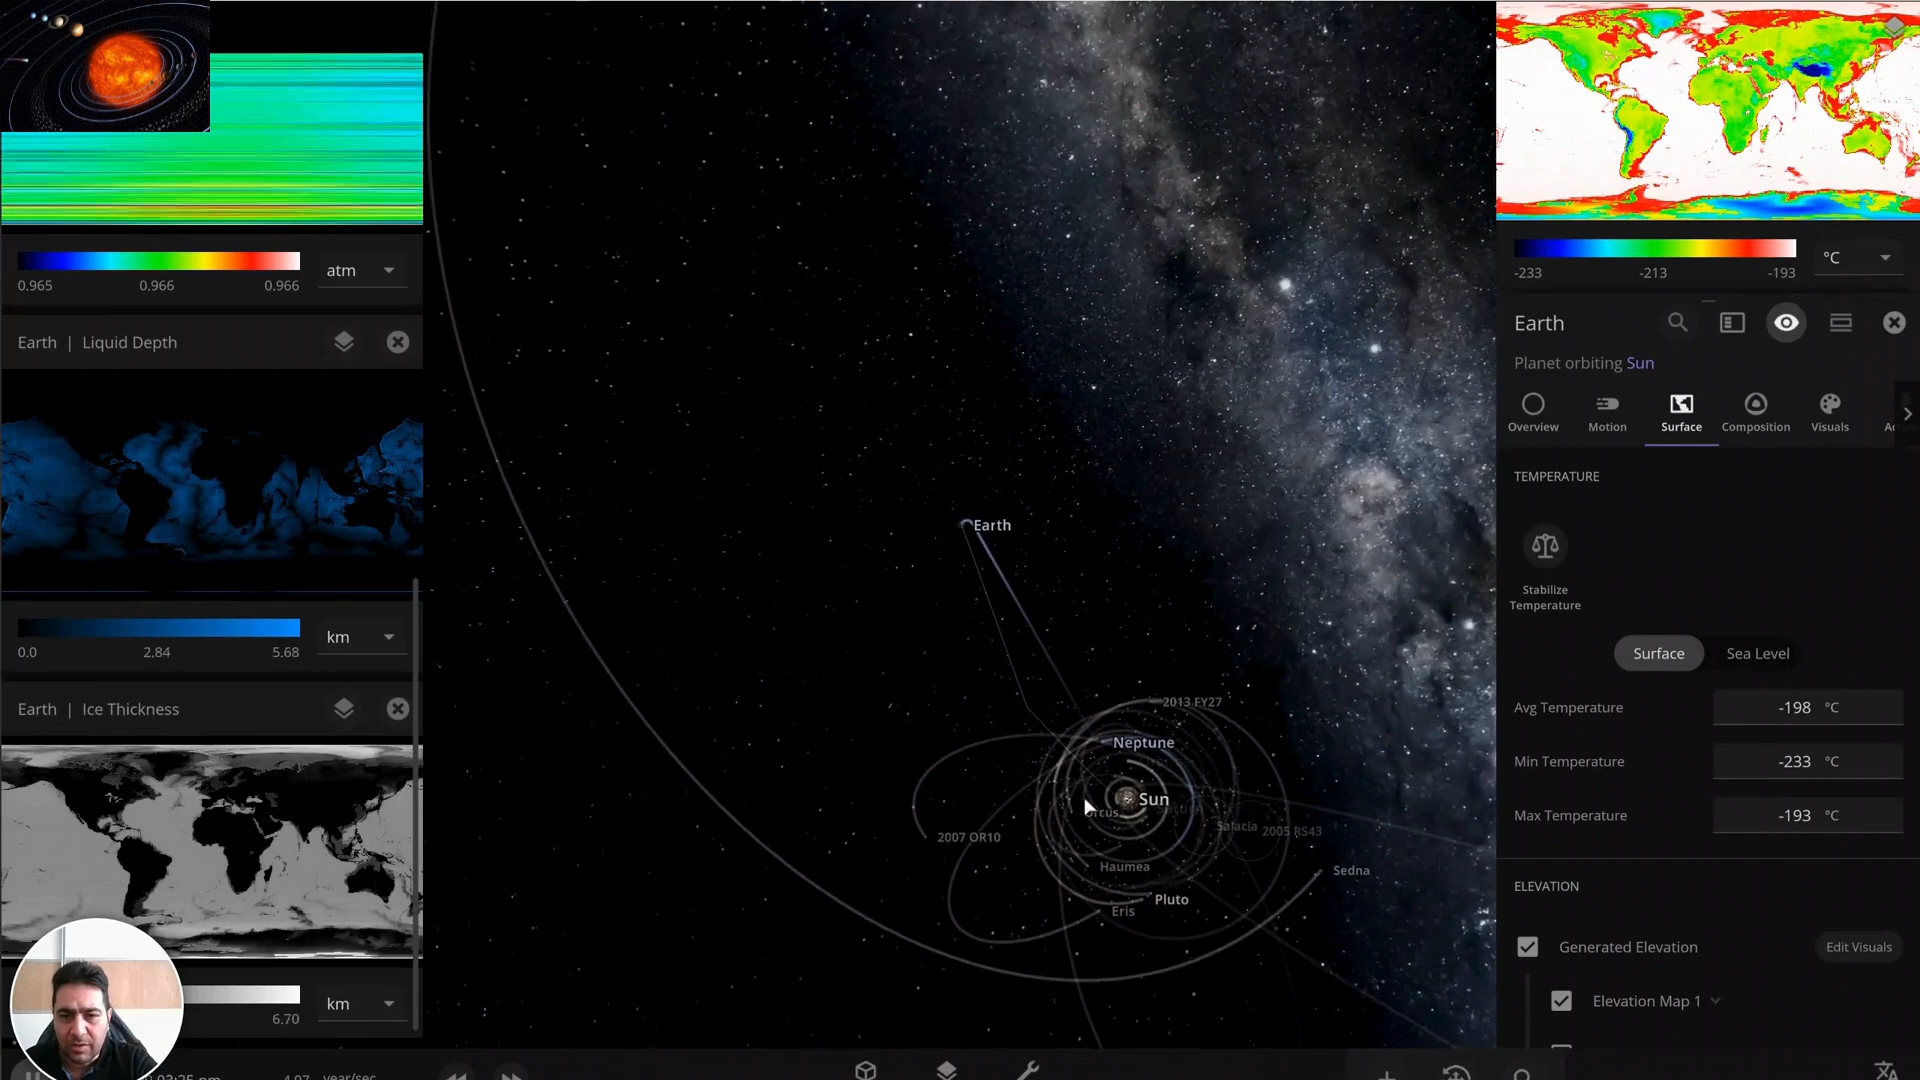 0.965 0.966 0.966
atm
Earth | Liquid Depth
0.0 2.84 5.68
km
Earth | Ice Thickness
6.70
km
4.07 year/sec
Earth
2013 FY27
Neptune
Sun
Orcus
Salacia
2005 RS43
2007 OR10
Haumea
Sedna
Pluto
Eris
-233 -213 -193
°C
Earth
Planet orbiting Sun
Overview Motion Surface Composition Visuals
TEMPERATURE
Stabilize
Temperature
Surface Sea Level
Avg Temperature -198 °C
Min Temperature -233 °C
Max Temperature -193 °C
ELEVATION
Generated Elevation Edit Visuals
Elevation Map 1